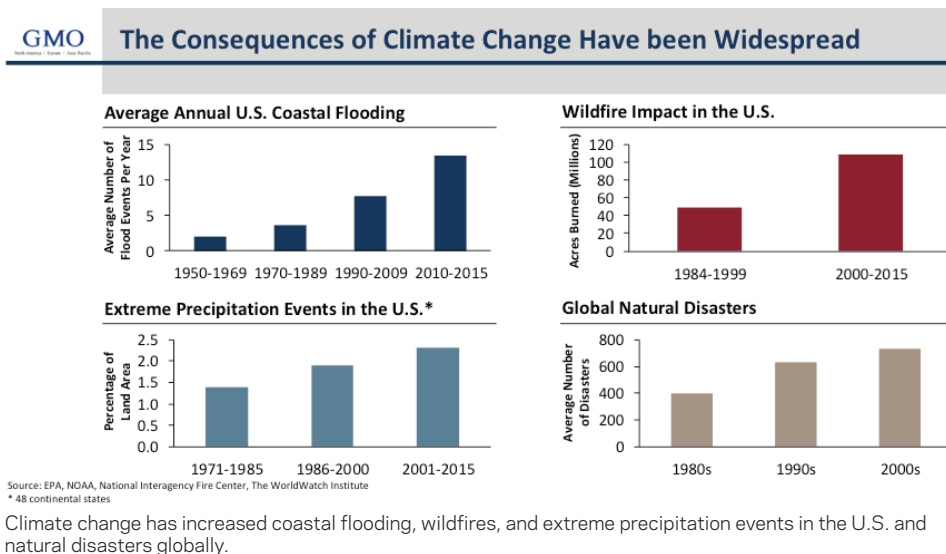 GMO
North America | Europe | Asia-Pacific
The Consequences of Climate Change Have been Widespread
Average Annual U.S. Coastal Flooding
Average Number of
Flood Events Per Year
15
10
5
0
1950-1969 1970-1989 1990-2009 2010-2015
Wildfire Impact in the U.S.
Acres Burned (Millions)
120
100
80
60
40
20
0
1984-1999 2000-2015
Extreme Precipitation Events in the U.S.*
Percentage of
Land Area
2.5
2.0
1.5
1.0
0.5
0.0
1971-1985 1986-2000 2001-2015
Global Natural Disasters
Average Number
of Disasters
800
600
400
200
0
1980s 1990s 2000s
Source: EPA, NOAA, National Interagency Fire Center, The WorldWatch Institute
* 48 continental states
Climate change has increased coastal flooding, wildfires, and extreme precipitation events in the U.S. and
natural disasters globally.